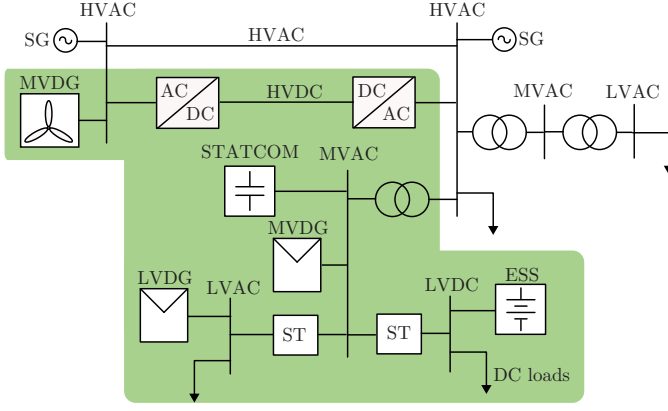 HVAC
HVAC
SG
HVAC
SG
MVDG
AC
DC
HVDC
DC
AC
MVAC
LVAC
STATCOM
MVAC
MVDG
LVDG
LVAC
LVDC
ESS
ST
ST
DC loads